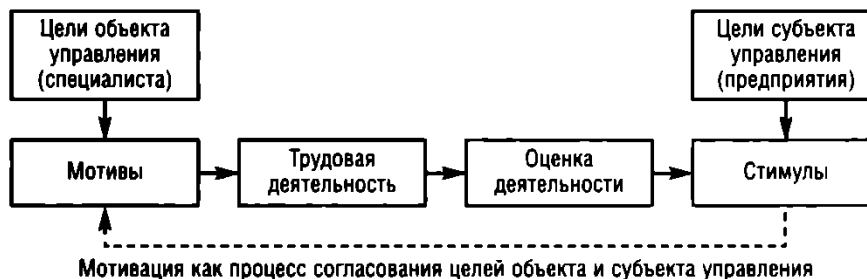 Цели объекта
управления
(специалиста)
Цели субъекта
управления
(предприятия)
Мотивы
Трудовая
деятельность
Оценка
деятельности
Стимулы
Мотивация как процесс согласования целей объекта и субъекта управления